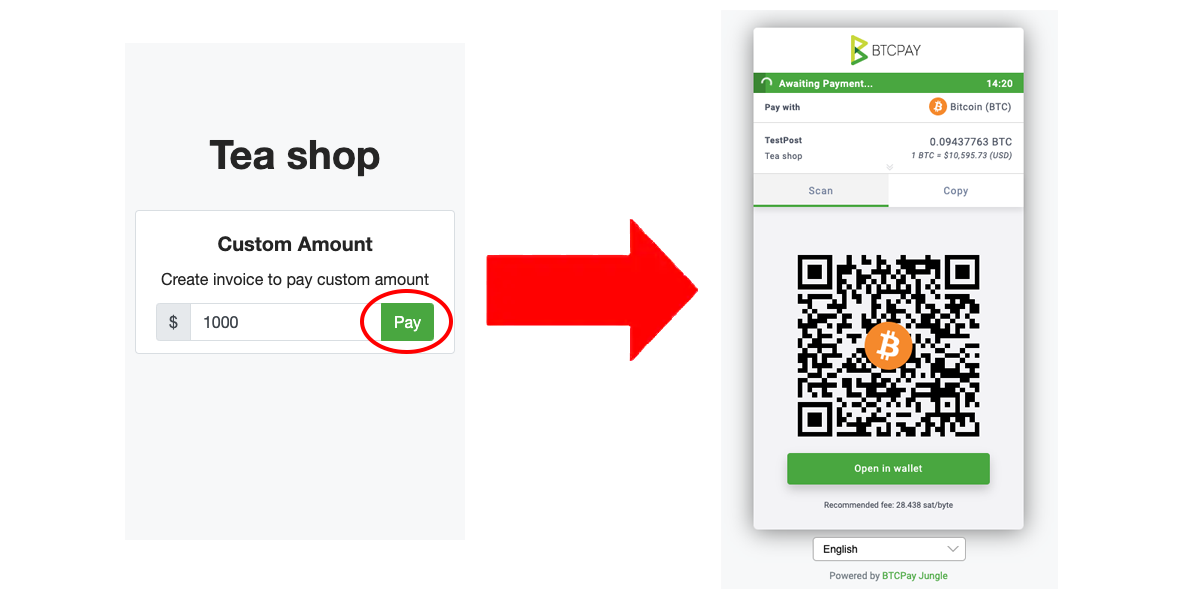 Tea shop
Custom Amount
Create invoice to pay custom amount
$ 1000 Pay
BTCPAY
Awaiting Payment... 14:20
Pay with Bitcoin (BTC)
TestPost 0.09437763 BTC
Tea shop 1 BTC = $10,595.73 (USD)
Scan Copy
Open in wallet
Recommended fee: 28.438 sat/byte
English
Powered by BTCPay Jungle